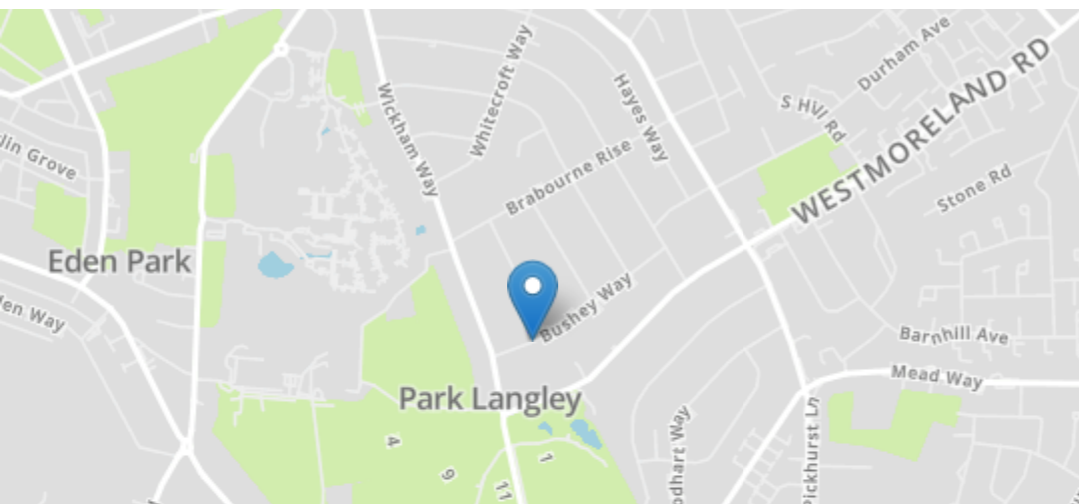 Whitecroft Way
Durham Ave
Hayes Way
Wickham Way
S Hill Rd
WESTMORELAND RD
Grove
Brabourne Rise
Stone Rd
Eden Park
Bushey Way
Way
Barnhill Ave
Mead Way
Park Langley
Pickhurst Ln
Way
4
9
1
11